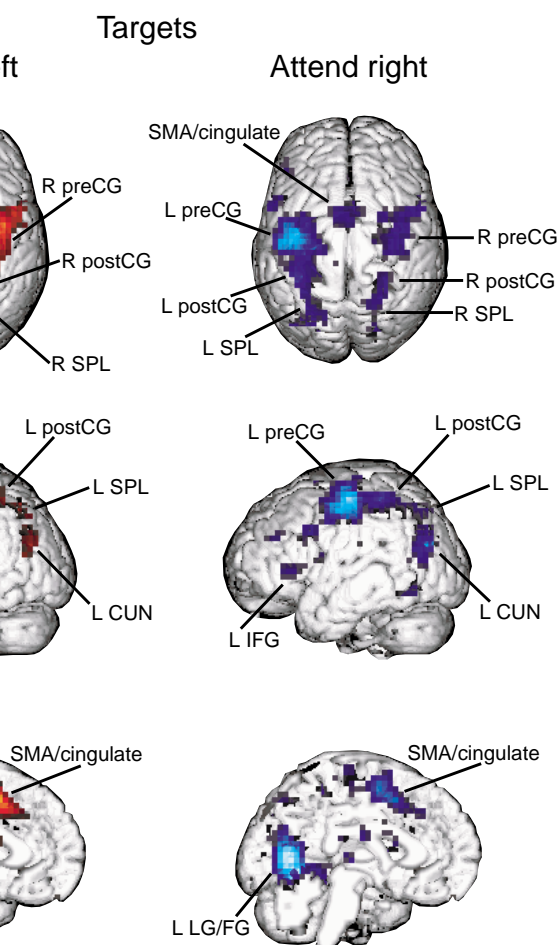 Targets
ft
Attend right
SMA/cingulate
R preCG
L preCG
R preCG
R postCG
R postCG
L postCG
R SPL
L SPL
R SPL
L postCG
L preCG
L postCG
L SPL
L SPL
L CUN
L CUN
L IFG
SMA/cingulate
SMA/cingulate
L LG/FG